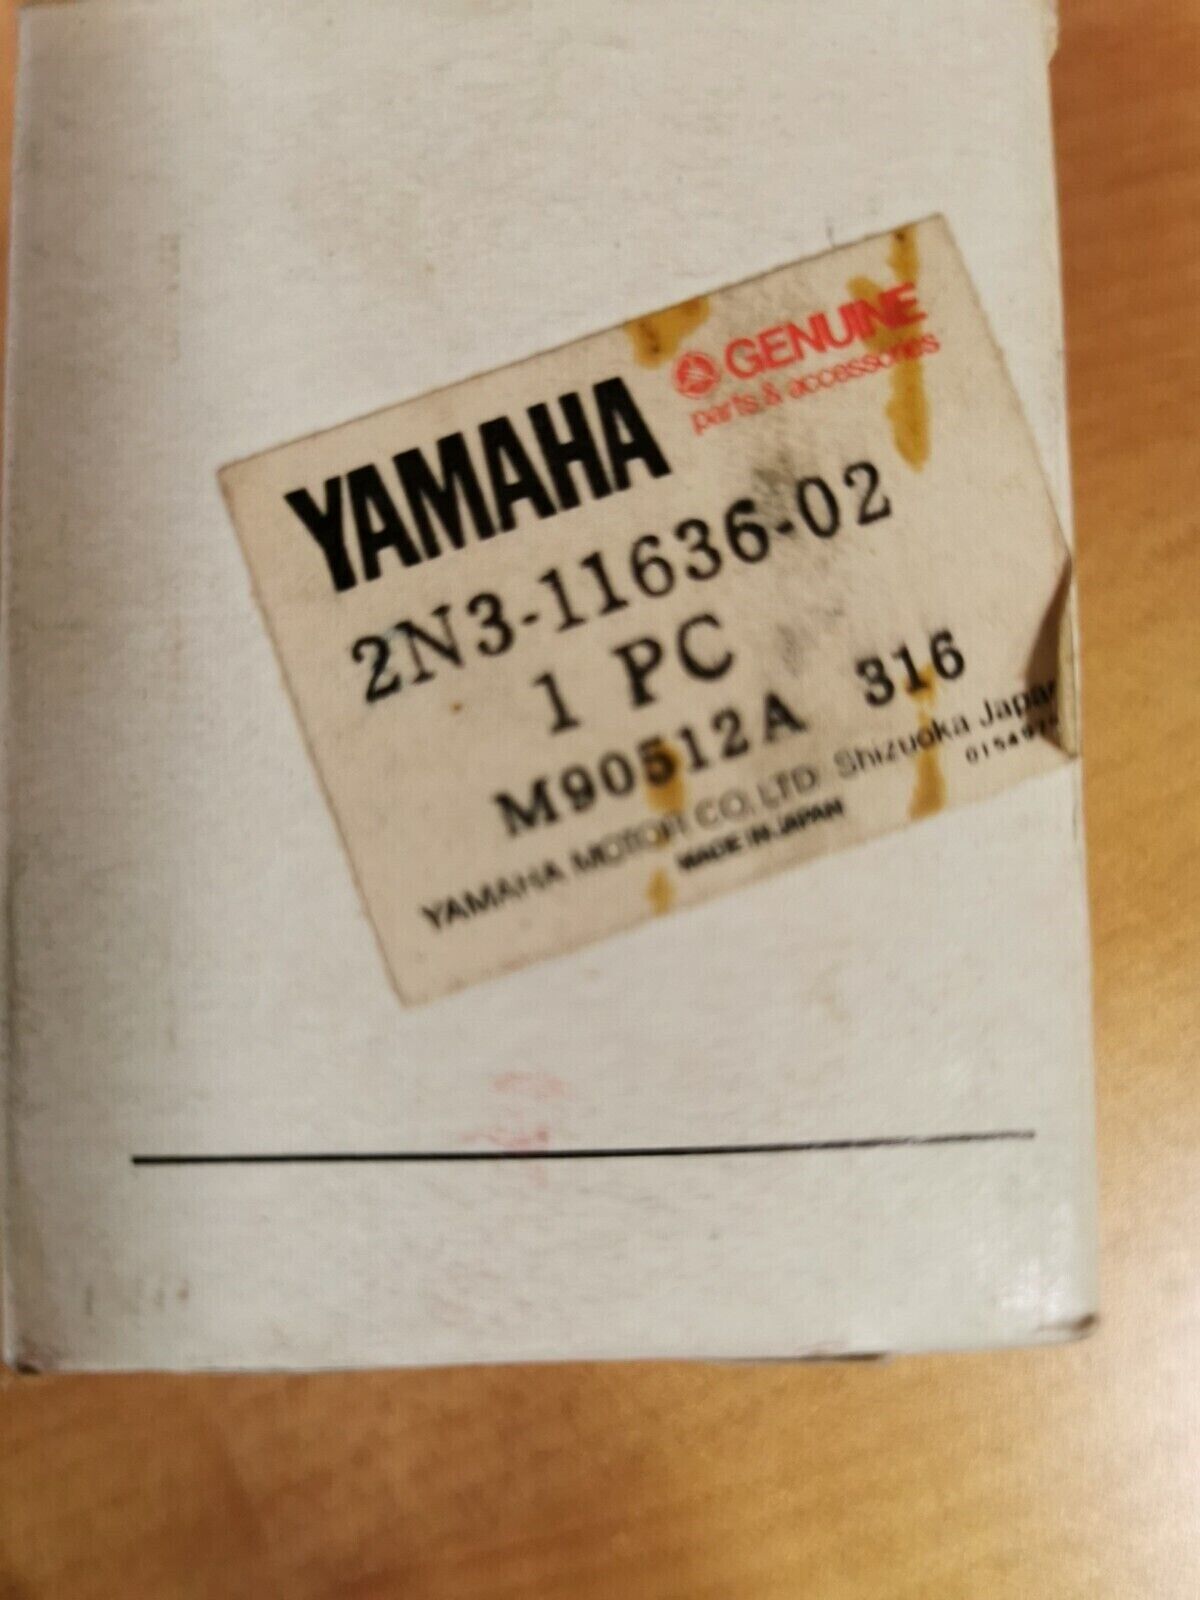 YAMAHA GENUINE
parts & accessories
2N3-11636-02
1 PC
M90512A 316
YAMAHA MOTOR CO., LTD. Shizuoka Japan
MADE IN JAPAN